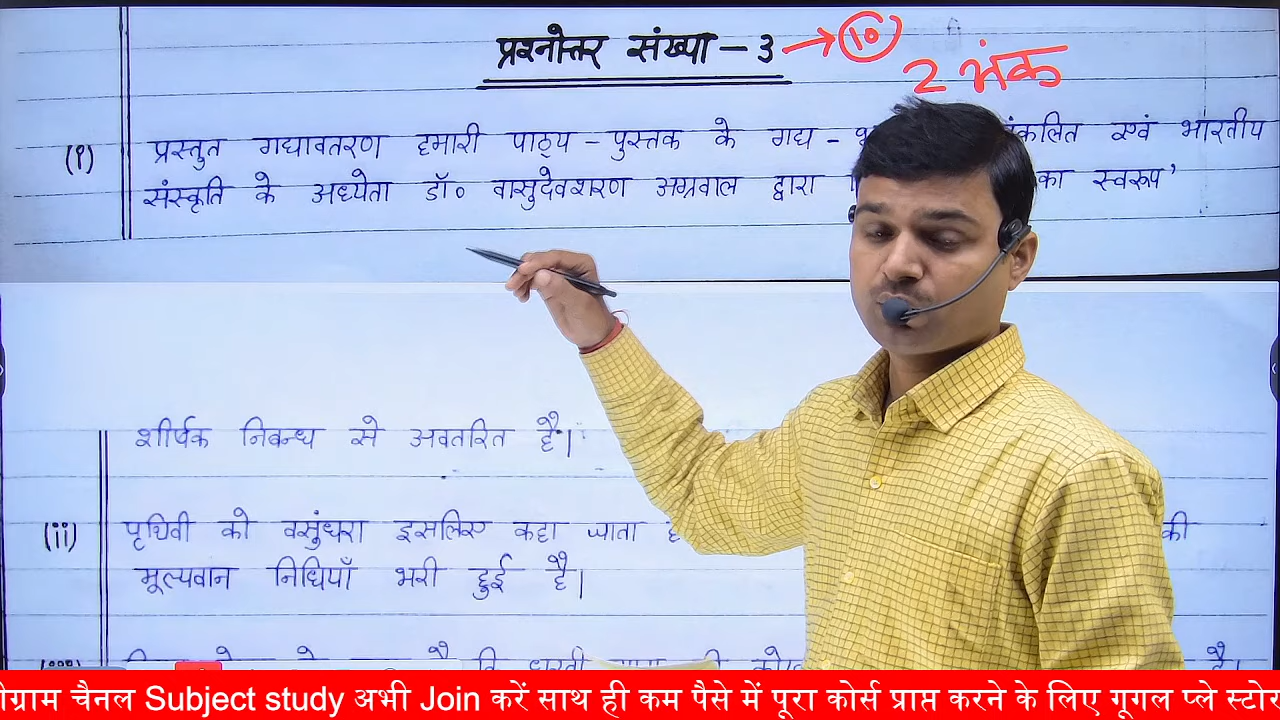 प्रश्नोत्तर संख्या – ३ → 10
2 अंक
(१) प्रस्तुत गद्यावतरण हमारी पाठ्य – पुस्तक के गद्य – संकलित एवं भारतीय
संस्कृति के अध्येता डॉ० वासुदेवशरण अग्रवाल द्वारा का स्वरूप'
शीर्षक निबन्ध से अवतरित है।
(ii) पृथिवी को वसुंधरा इसलिए कहा जाता की
मूल्यवान निधियाँ भरी हुई है।
चैनल Subject study अभी Join करें साथ ही कम पैसे में पूरा कोर्स प्राप्त करने के लिए गूगल प्ले